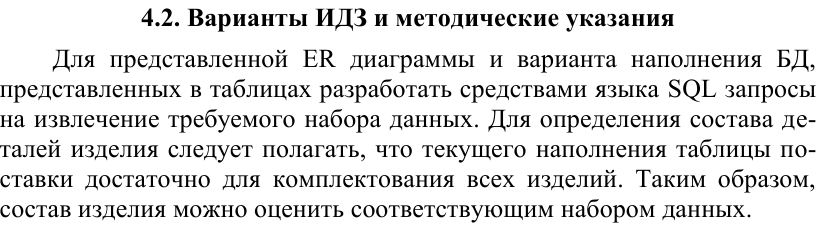 4.2. Варианты ИДЗ и методические указания
Для представленной ER диаграммы и варианта наполнения БД,
представленных в таблицах разработать средствами языка SQL запросы
на извлечение требуемого набора данных. Для определения состава де-
талей изделия следует полагать, что текущего наполнения таблицы по-
ставки достаточно для комплектования всех изделий. Таким образом,
состав изделия можно оценить соответствующим набором данных.